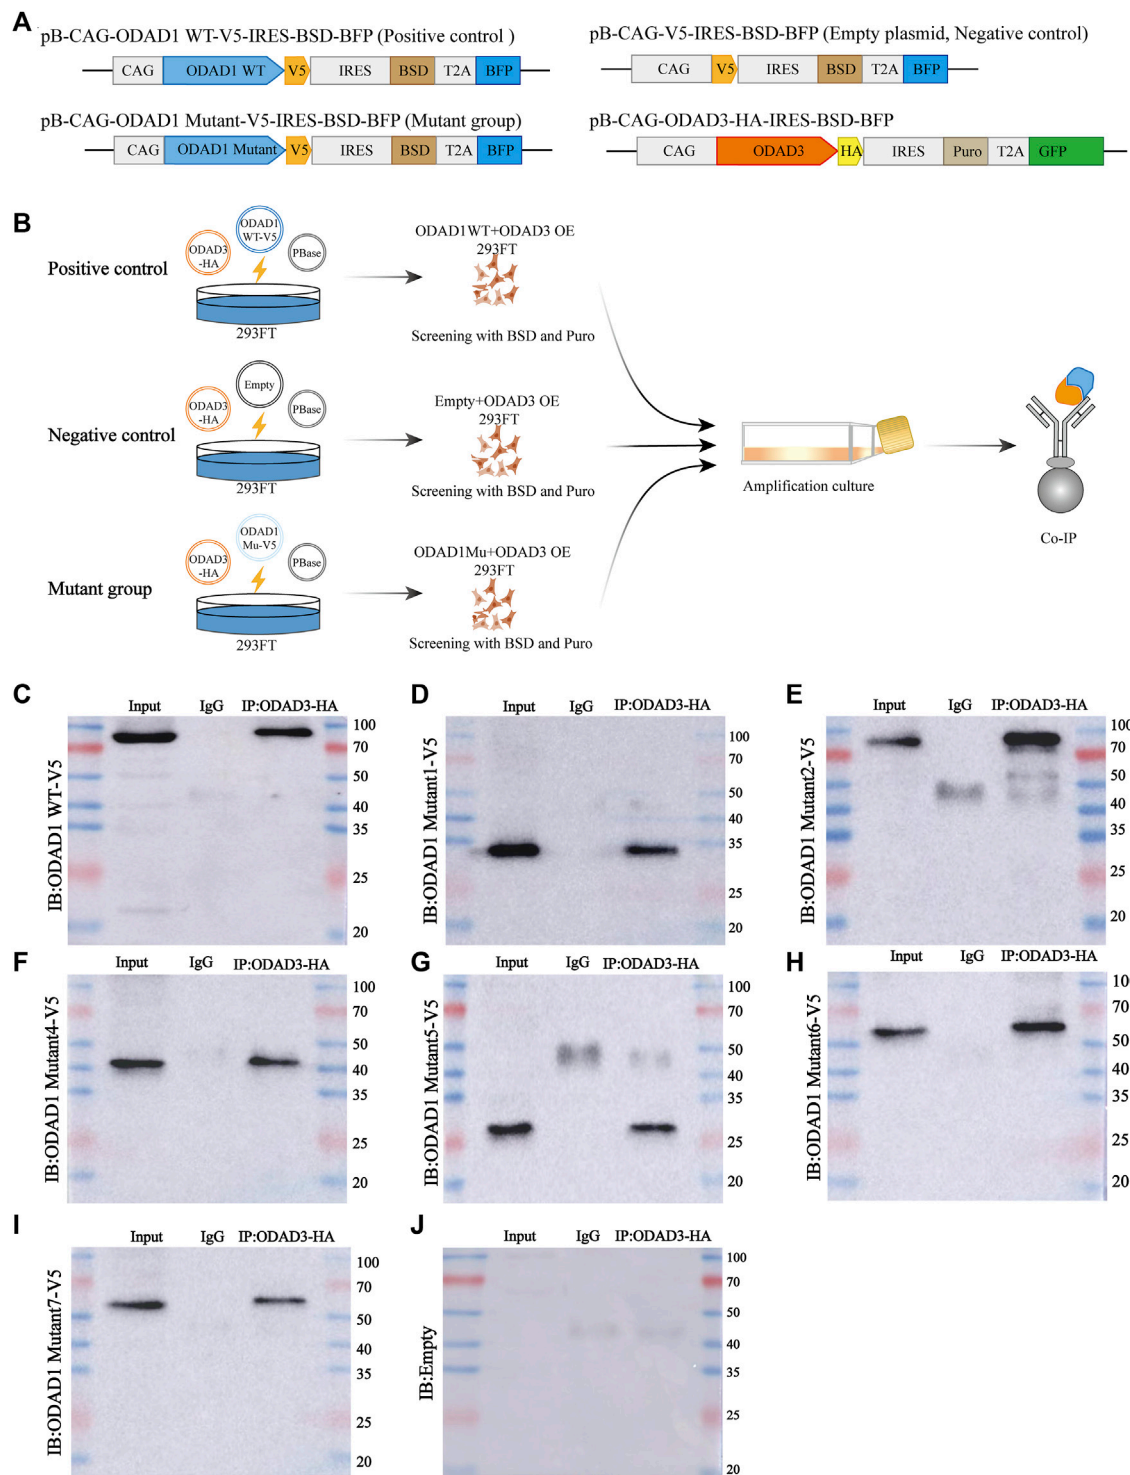 A
pB-CAG-ODAD1 WT-V5-IRES-BSD-BFP (Positive control )
CAG ODAD1 WT V5 IRES BSD T2A BFP
pB-CAG-V5-IRES-BSD-BFP (Empty plasmid, Negative control)
CAG V5 IRES BSD T2A BFP
pB-CAG-ODAD1 Mutant-V5-IRES-BSD-BFP (Mutant group)
CAG ODAD1 Mutant V5 IRES BSD T2A BFP
pB-CAG-ODAD3-HA-IRES-BSD-BFP
CAG ODAD3 HA IRES Puro T2A GFP
B
Positive control
ODAD3
-HA
ODAD1
WT-V5
PBase
293FT
ODAD1WT+ODAD3 OE
293FT
Screening with BSD and Puro
Negative control
ODAD3
-HA
Empty
PBase
293FT
Empty+ODAD3 OE
293FT
Screening with BSD and Puro
Mutant group
ODAD3
-HA
ODAD1
Mu-V5
PBase
293FT
ODAD1Mu+ODAD3 OE
293FT
Screening with BSD and Puro
Amplification culture
Co-IP
C
Input IgG IP:ODAD3-HA
IB:ODAD1 WT-V5
100
70
50
40
35
25
20
D
Input IgG IP:ODAD3-HA
IB:ODAD1 Mutant1-V5
100
70
50
40
35
25
20
E
Input IgG IP:ODAD3-HA
IB:ODAD1 Mutant2-V5
100
70
50
40
35
25
20
F
Input IgG IP:ODAD3-HA
IB:ODAD1 Mutant4-V5
100
70
50
40
35
25
20
G
Input IgG IP:ODAD3-HA
IB:ODAD1 Mutant5-V5
100
70
50
40
35
25
20
H
Input IgG IP:ODAD3-HA
IB:ODAD1 Mutant6-V5
10
70
50
40
35
25
20
I
Input IgG IP:ODAD3-HA
IB:ODAD1 Mutant7-V5
100
70
50
40
35
25
20
J
Input IgG IP:ODAD3-HA
IB:Empty
100
70
50
40
35
25
20